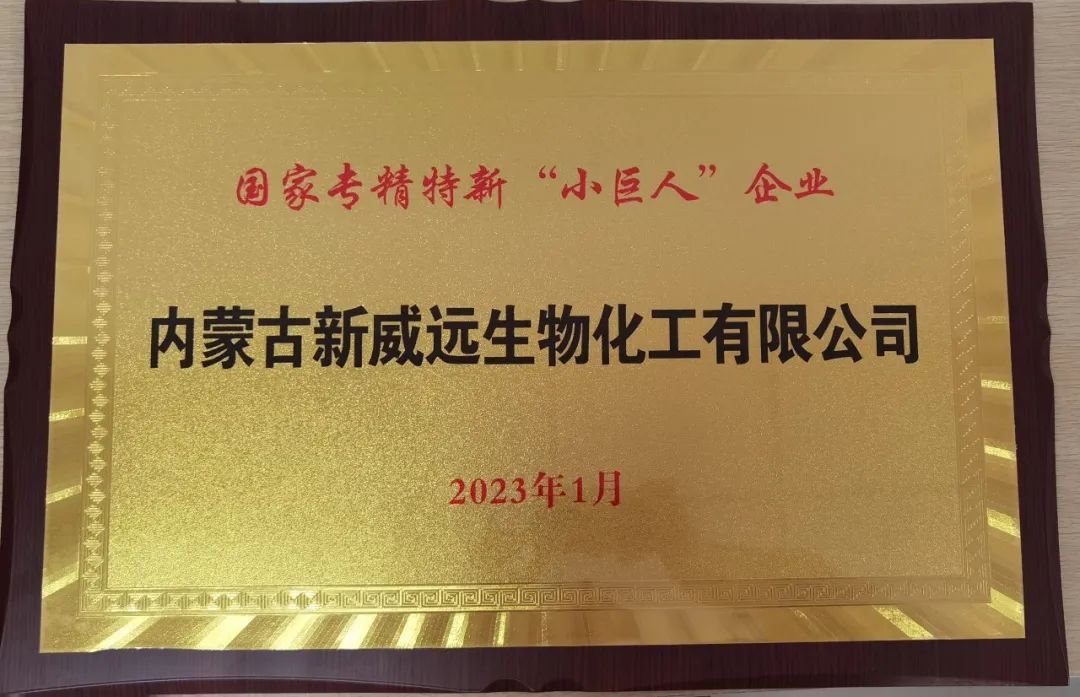 国家专精特新“小巨人”企业
内蒙古新威远生物化工有限公司
2023年1月